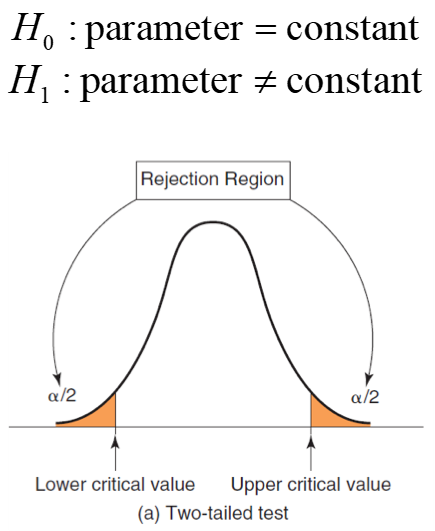 H₀ : parameter = constant
H₁ : parameter ≠ constant
Rejection Region
α/2
α/2
Lower critical value
Upper critical value
(a) Two-tailed test